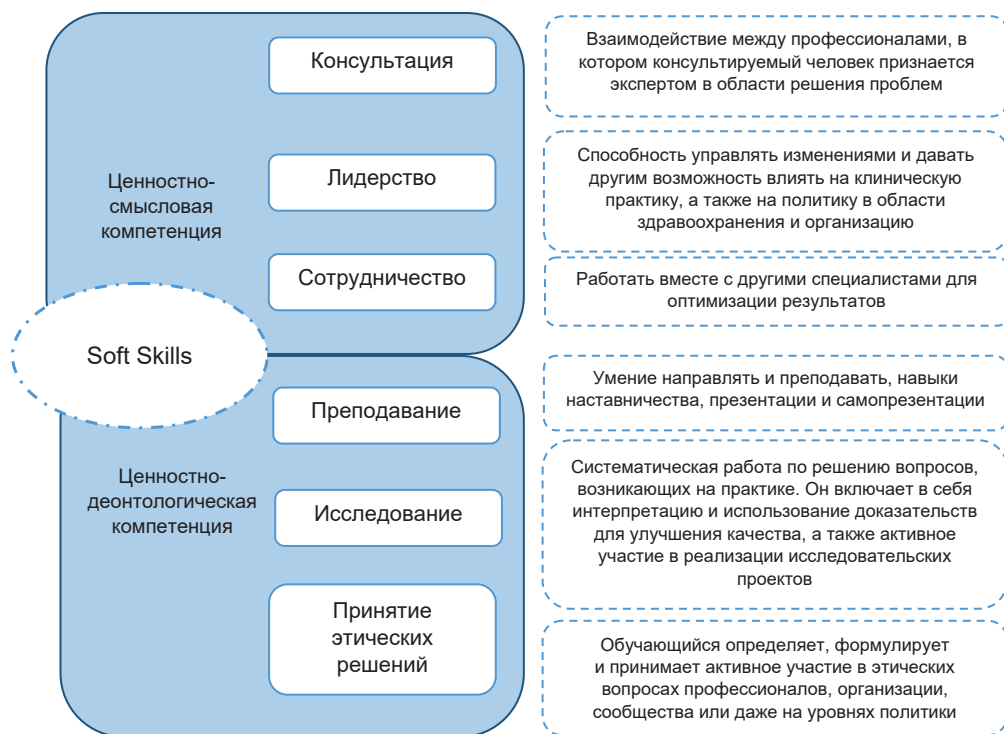 Консультация
Взаимодействие между профессионалами, в
котором консультируемый человек признается
экспертом в области решения проблем
Ценностно-
смысловая
компетенция
Лидерство
Способность управлять изменениями и давать
другим возможность влиять на клиническую
практику, а также на политику в области
здравоохранения и организацию
Сотрудничество
Работать вместе с другими специалистами для
оптимизации результатов
Soft Skills
Преподавание
Умение направлять и преподавать, навыки
наставничества, презентации и самопрезентации
Ценностно-
деонтологическая
компетенция
Исследование
Систематическая работа по решению вопросов,
возникающих на практике. Он включает в себя
интерпретацию и использование доказательств
для улучшения качества, а также активное
участие в реализации исследовательских
проектов
Принятие
этических
решений
Обучающийся определяет, формулирует
и принимает активное участие в этических
вопросах профессионалов, организации,
сообщества или даже на уровнях политики